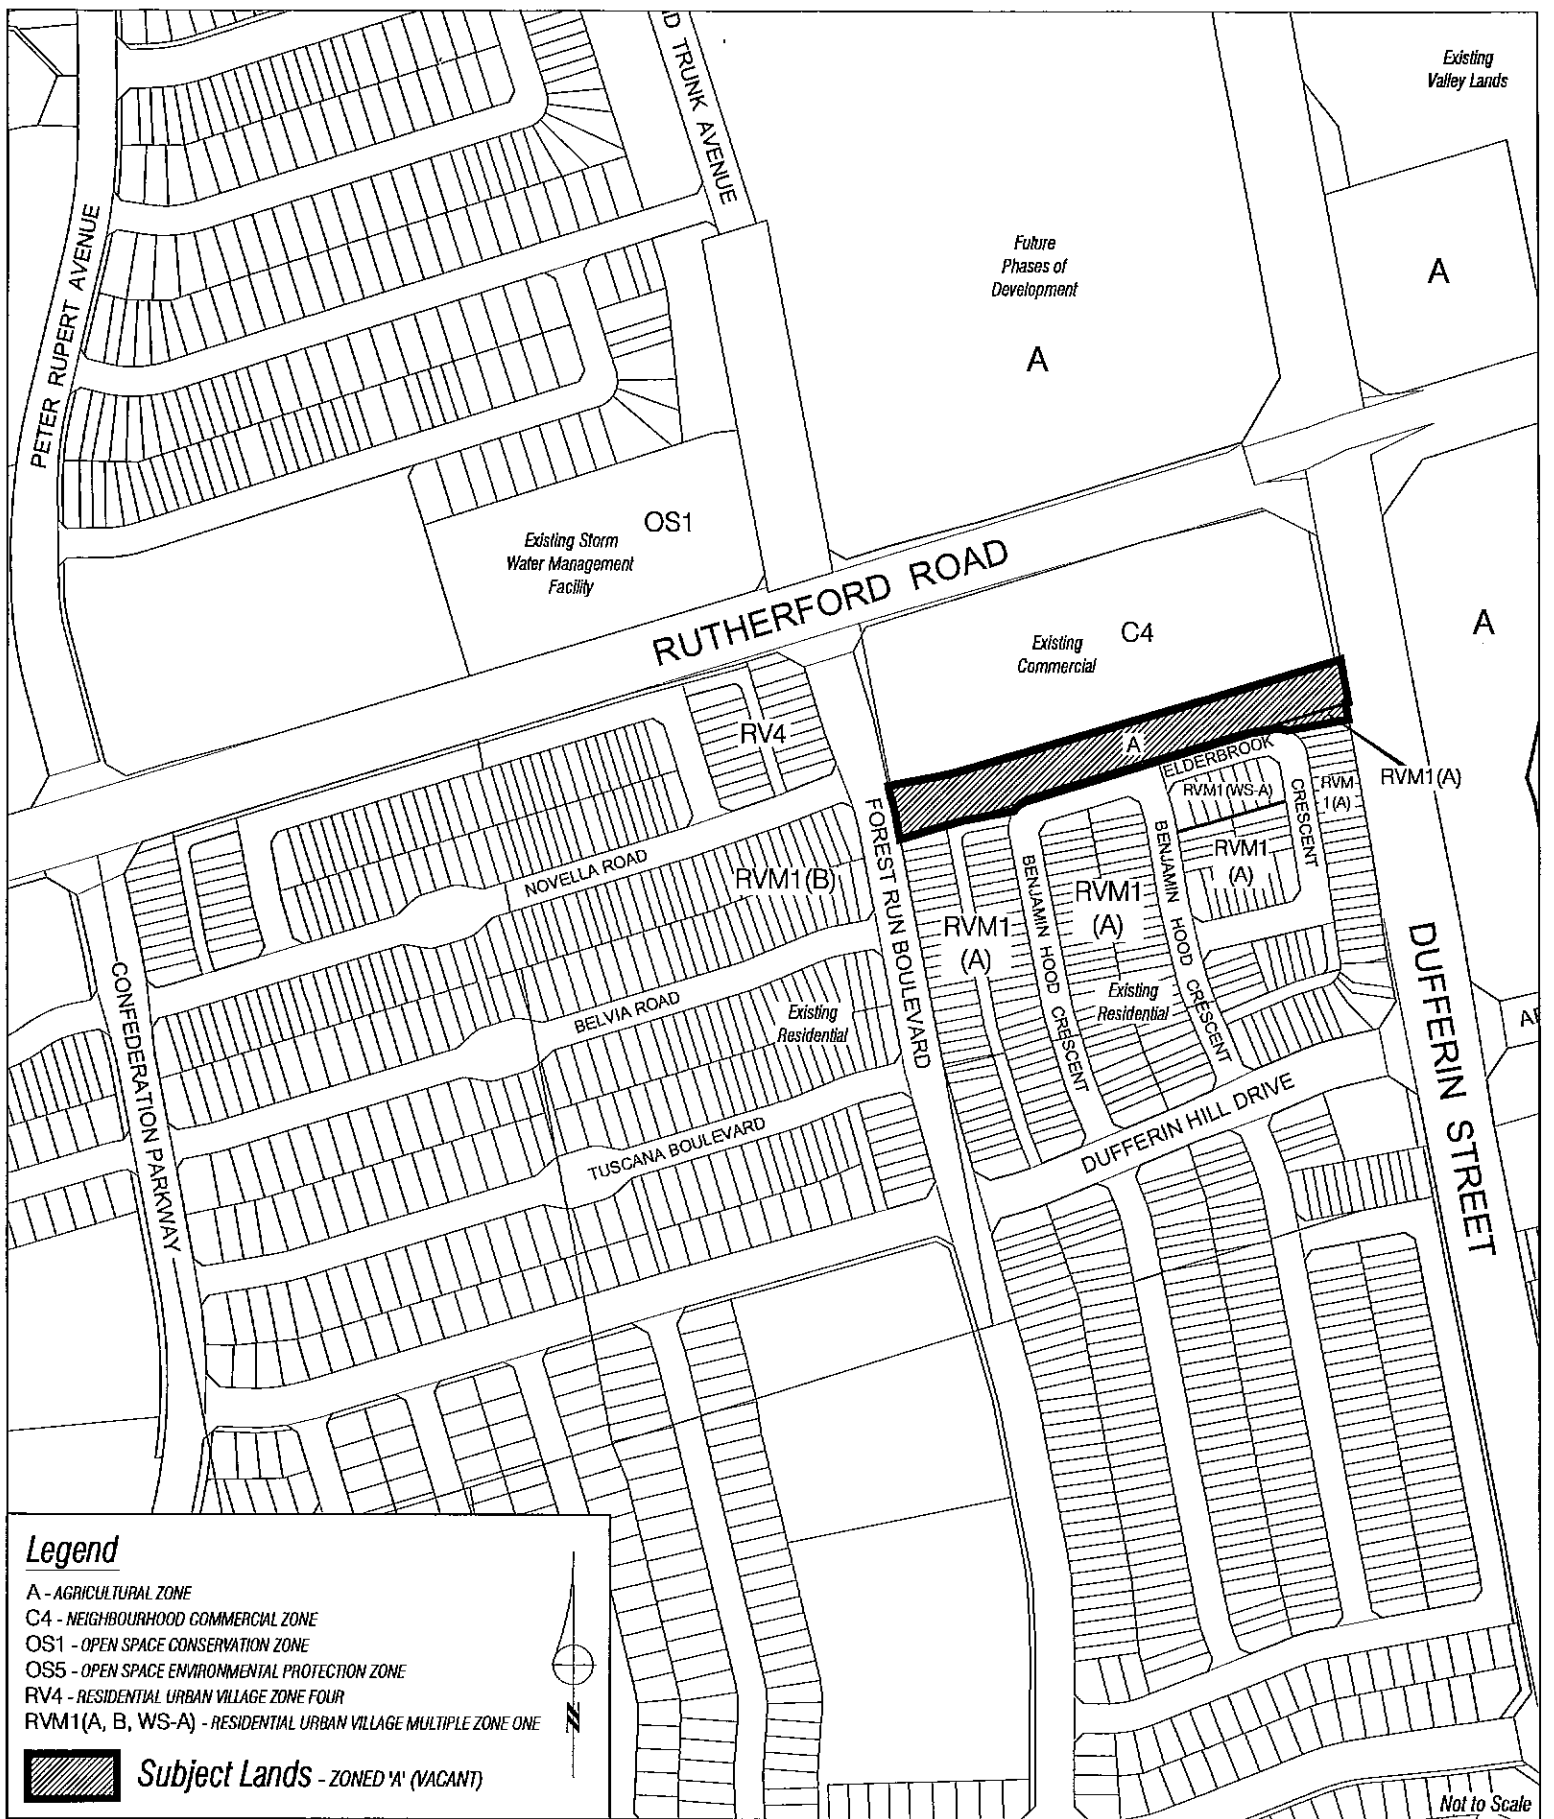 Existing
Valley Lands
D TRUNK AVENUE
PETER RUPERT AVENUE
Future
Phases of
Development
A
A
OS1
Existing Storm
Water Management
Facility
RUTHERFORD ROAD
Existing
Commercial
C4
A
RV4
A
ELDERBROOK
CRESCENT
RVM1(WS-A)
RVM
1(A)
RVM1(A)
FOREST RUN BOULEVARD
BENJAMIN HOOD CRESCENT
BENJAMIN HOOD CRESCENT
RVM1
(A)
RVM1
(A)
RVM1
(A)
NOVELLA ROAD
RVM1(B)
BELVIA ROAD
Existing
Residential
Existing
Residential
CONFEDERATION PARKWAY
TUSCANA BOULEVARD
DUFFERIN HILL DRIVE
DUFFERIN STREET
Legend
A - AGRICULTURAL ZONE
C4 - NEIGHBOURHOOD COMMERCIAL ZONE
OS1 - OPEN SPACE CONSERVATION ZONE
OS5 - OPEN SPACE ENVIRONMENTAL PROTECTION ZONE
RV4 - RESIDENTIAL URBAN VILLAGE ZONE FOUR
RVM1(A, B, WS-A) - RESIDENTIAL URBAN VILLAGE MULTIPLE ZONE ONE
N
Subject Lands - ZONED 'A' (VACANT)
Not to Scale